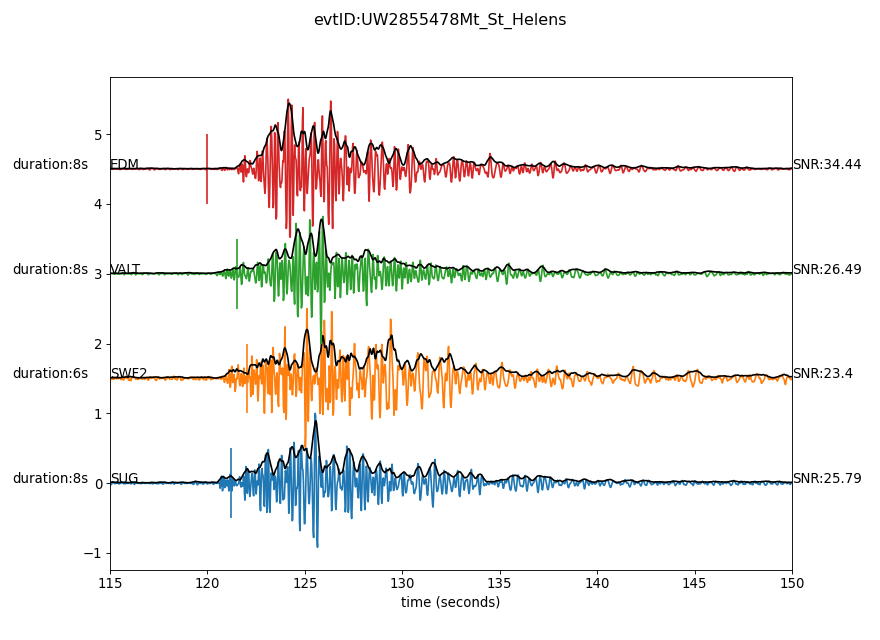 evtID:UW2855478Mt_St_Helens
5
duration:8s EDM SNR:34.44
4
duration:8s 3 VALT SNR:26.49
2
duration:6s SWF2 SNR:23.4
1
duration:8s 0 SUG SNR:25.79
−1
115 120 125 130 135 140 145 150
time (seconds)